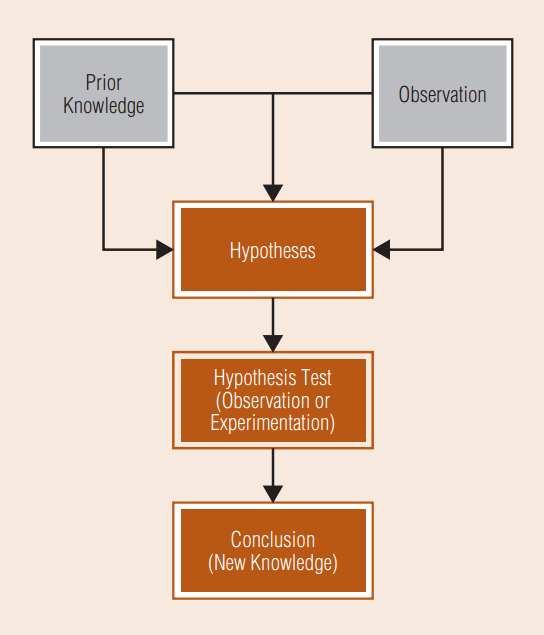 Prior
Knowledge
Observation
Hypotheses
Hypothesis Test
(Observation or
Experimentation)
Conclusion
(New Knowledge)